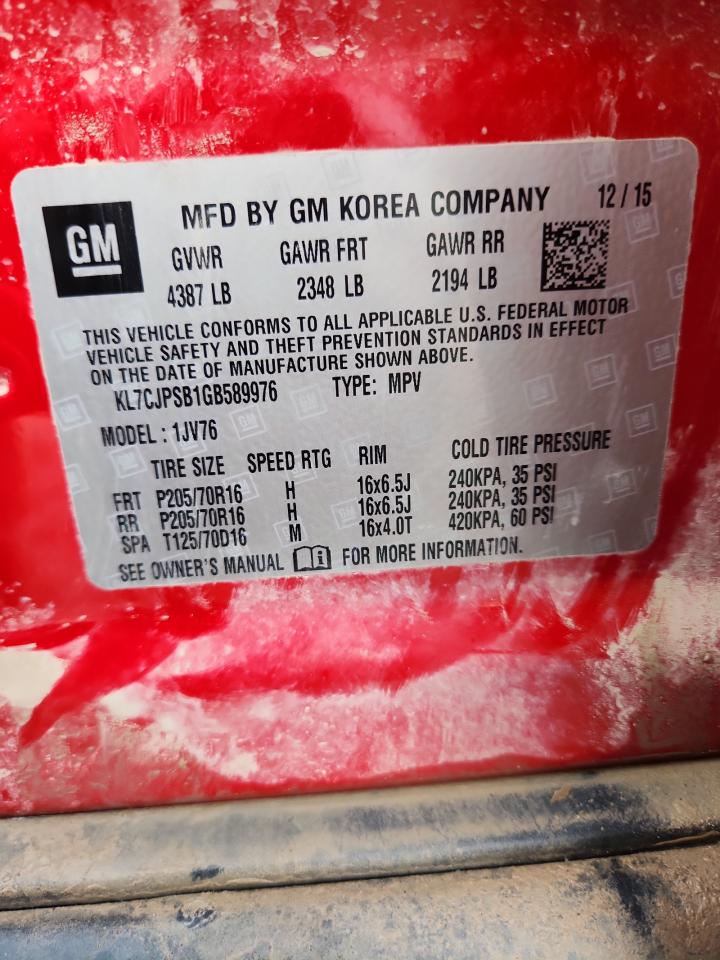 GM
MFD BY GM KOREA COMPANY 12 / 15
GVWR GAWR FRT GAWR RR
4387 LB 2348 LB 2194 LB
THIS VEHICLE CONFORMS TO ALL APPLICABLE U.S. FEDERAL MOTOR
VEHICLE SAFETY AND THEFT PREVENTION STANDARDS IN EFFECT
ON THE DATE OF MANUFACTURE SHOWN ABOVE.
KL7CJPSB1GB589976 TYPE: MPV
MODEL : 1JV76
TIRE SIZE SPEED RTG RIM COLD TIRE PRESSURE
FRT P205/70R16 H 16x6.5J 240KPA, 35 PSI
RR P205/70R16 H 16x6.5J 240KPA, 35 PSI
SPA T125/70D16 M 16x4.0T 420KPA, 60 PSI
SEE OWNER'S MANUAL FOR MORE INFORMATION.